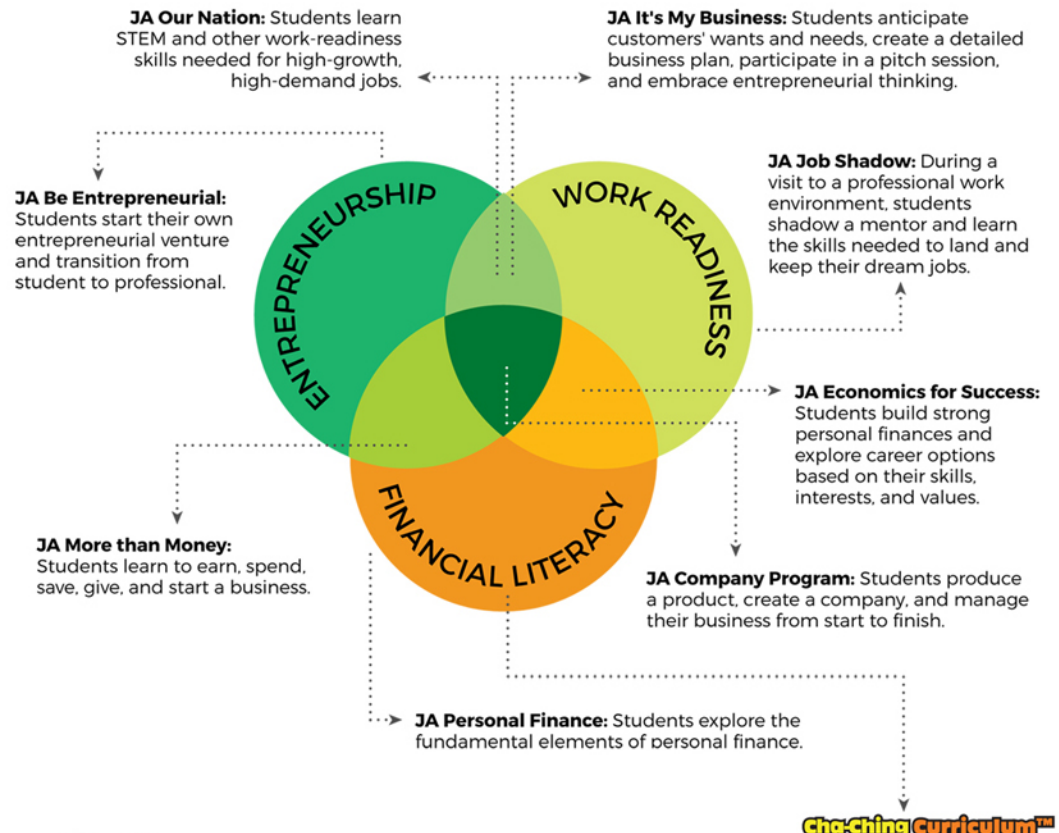 JA Our Nation: Students learn
STEM and other work-readiness
skills needed for high-growth,
high-demand jobs.
JA It's My Business: Students anticipate
customers' wants and needs, create a detailed
business plan, participate in a pitch session,
and embrace entrepreneurial thinking.
JA Be Entrepreneurial:
Students start their own
entrepreneurial venture
and transition from
student to professional.
ENTREPRENEURSHIP
WORK READINESS
JA Job Shadow: During a
visit to a professional work
environment, students
shadow a mentor and learn
the skills needed to land and
keep their dream jobs.
JA Economics for Success:
Students build strong
personal finances and
explore career options
based on their skills,
interests, and values.
FINANCIAL LITERACY
JA More than Money:
Students learn to earn, spend,
save, give, and start a business.
JA Company Program: Students produce
a product, create a company, and manage
their business from start to finish.
JA Personal Finance: Students explore the
fundamental elements of personal finance.
Cha-Ching Curriculum™